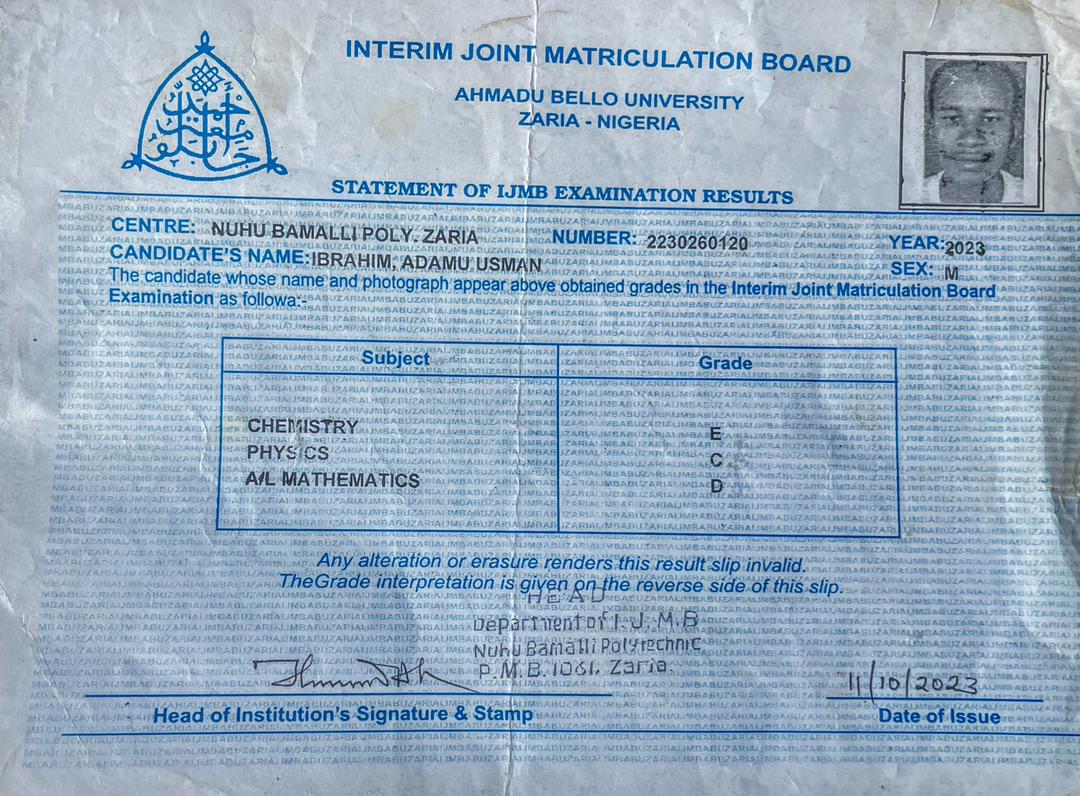 INTERIM JOINT MATRICULATION BOARD
AHMADU BELLO UNIVERSITY
ZARIA - NIGERIA
STATEMENT OF IJMB EXAMINATION RESULTS
CENTRE: NUHU BAMALLI POLY. ZARIA NUMBER: 2230260120 YEAR: 2023
CANDIDATE'S NAME: IBRAHIM, ADAMU USMAN SEX: M
The candidate whose name and photograph appear above obtained grades in the Interim Joint Matriculation Board
Examination as followa:-
Subject Grade
CHEMISTRY E
PHYSICS C
A/L MATHEMATICS D
Any alteration or erasure renders this result slip invalid.
TheGrade interpretation is given on the reverse side of this slip.
HEAD
Department of I.J.M.B
Nuhu Bamalli Polytechnic
P.M.B. 1061, Zaria.
11/10/2023
Head of Institution's Signature & Stamp Date of Issue